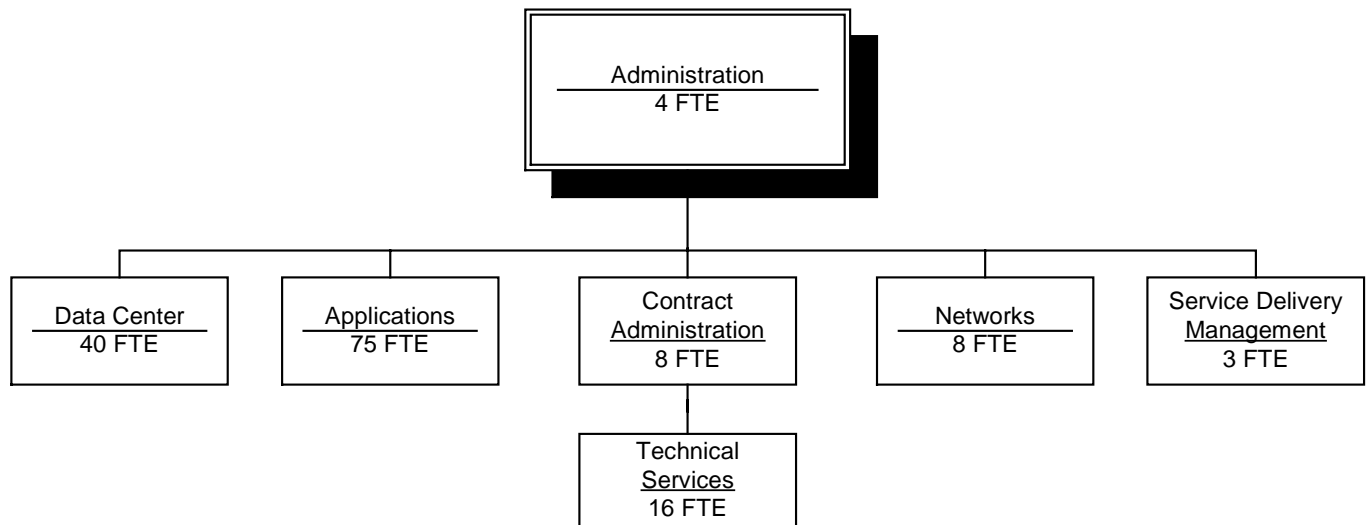 Administration
4 FTE
Data Center
40 FTE
Applications
75 FTE
Contract
Administration
8 FTE
Networks
8 FTE
Service Delivery
Management
3 FTE
Technical
Services
16 FTE